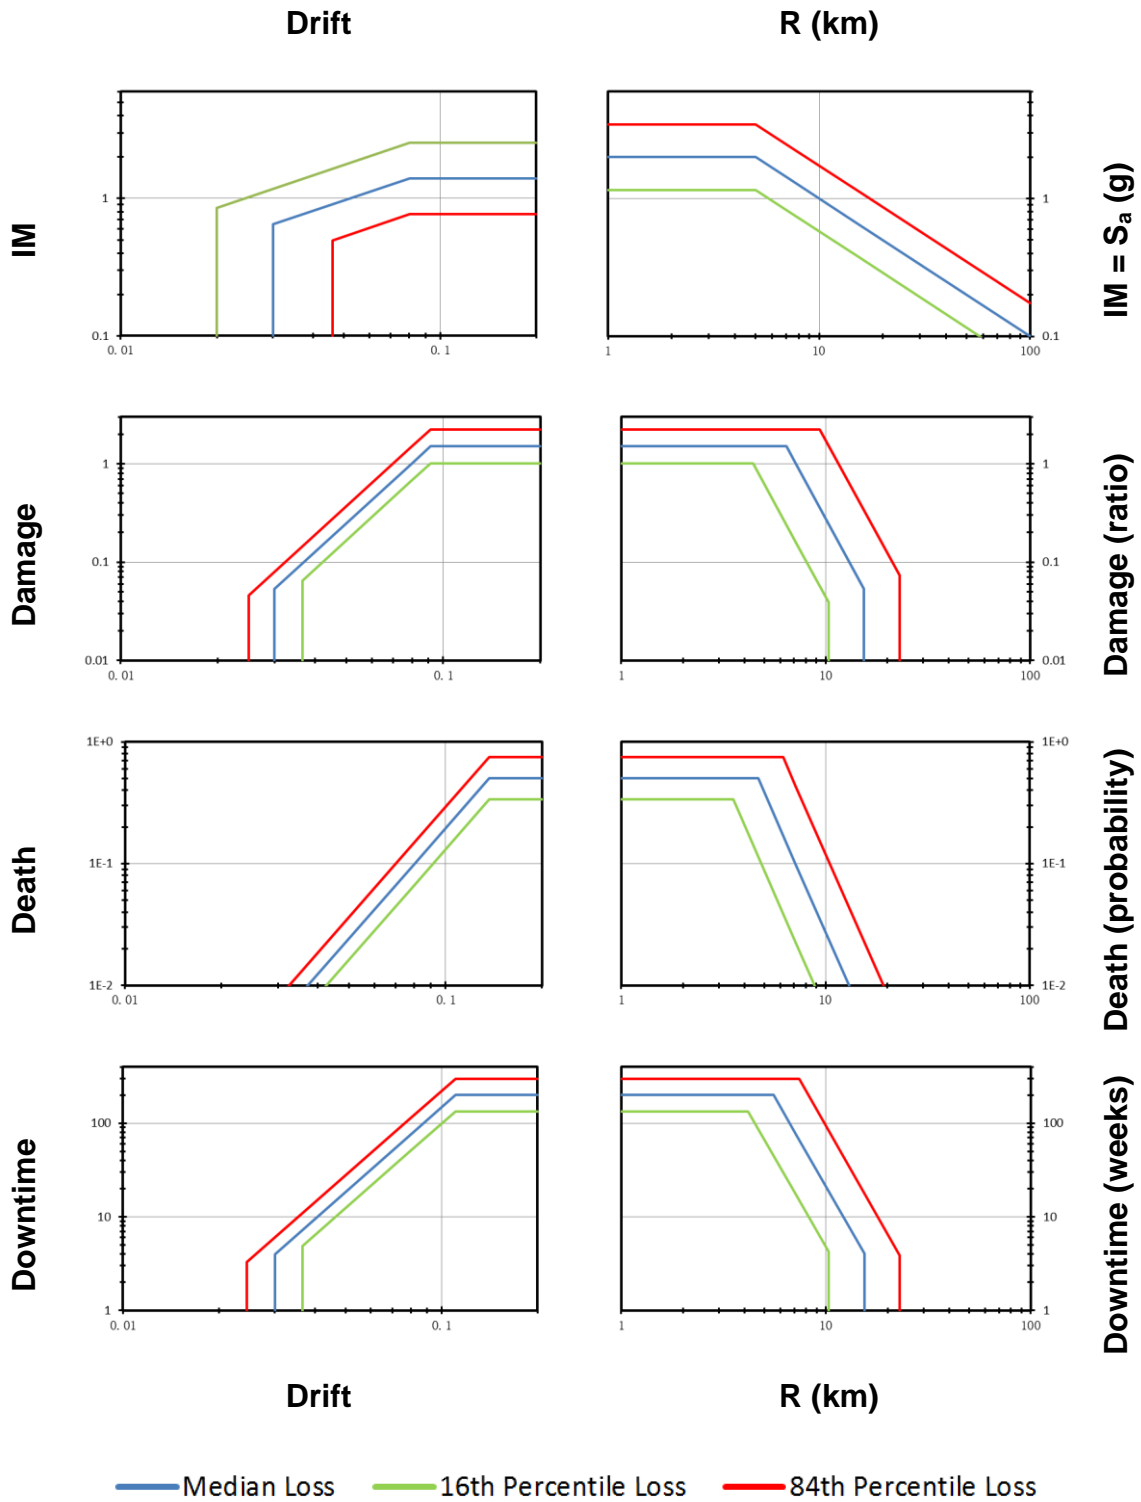 Drift R (km)
IM
1
0.1
0.01 0.1
1 10 100
1
0.1
IM = Sa (g)
Damage
1
0.1
0.01
0.01 0.1
1 10 100
1
0.1
0.01
Damage (ratio)
Death
1E+0
1E-1
1E-2
0.01 0.1
1 10 100
1E+0
1E-1
1E-2
Death (probability)
Downtime
100
10
1
0.01 0.1
1 10 100
100
10
1
Downtime (weeks)
Drift R (km)
Median Loss 16th Percentile Loss 84th Percentile Loss